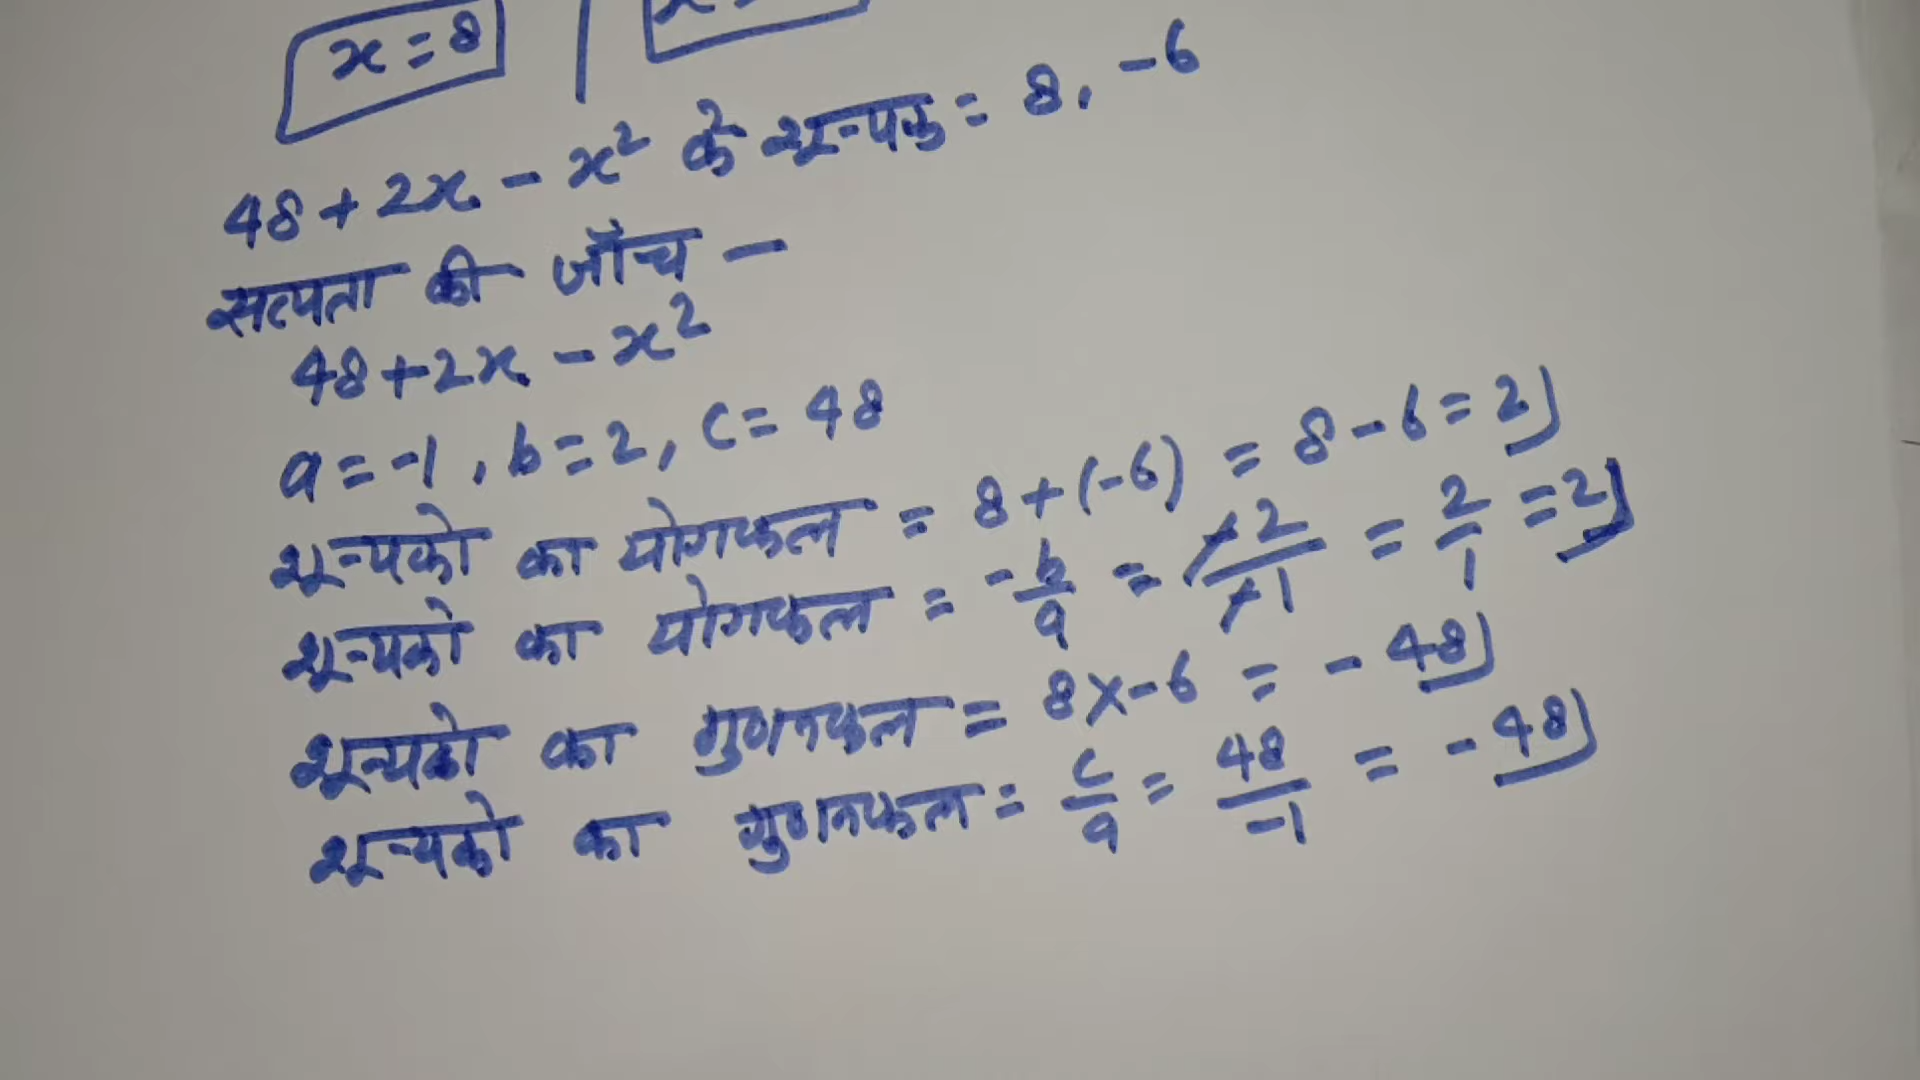 x = 8
48 + 2x - x² के शून्यक = 8, -6
सत्यता की जाँच -
48 + 2x - x²
a = -1, b = 2, c = 48
शून्यको का योगफल = 8 + (-6) = 8 - 6 = 2
शून्यको का योगफल = -b/a = -2/-1 = 2/1 = 2
शून्यको का गुणनफल = 8 x -6 = -48
शून्यको का गुणनफल = c/a = 48/-1 = -48